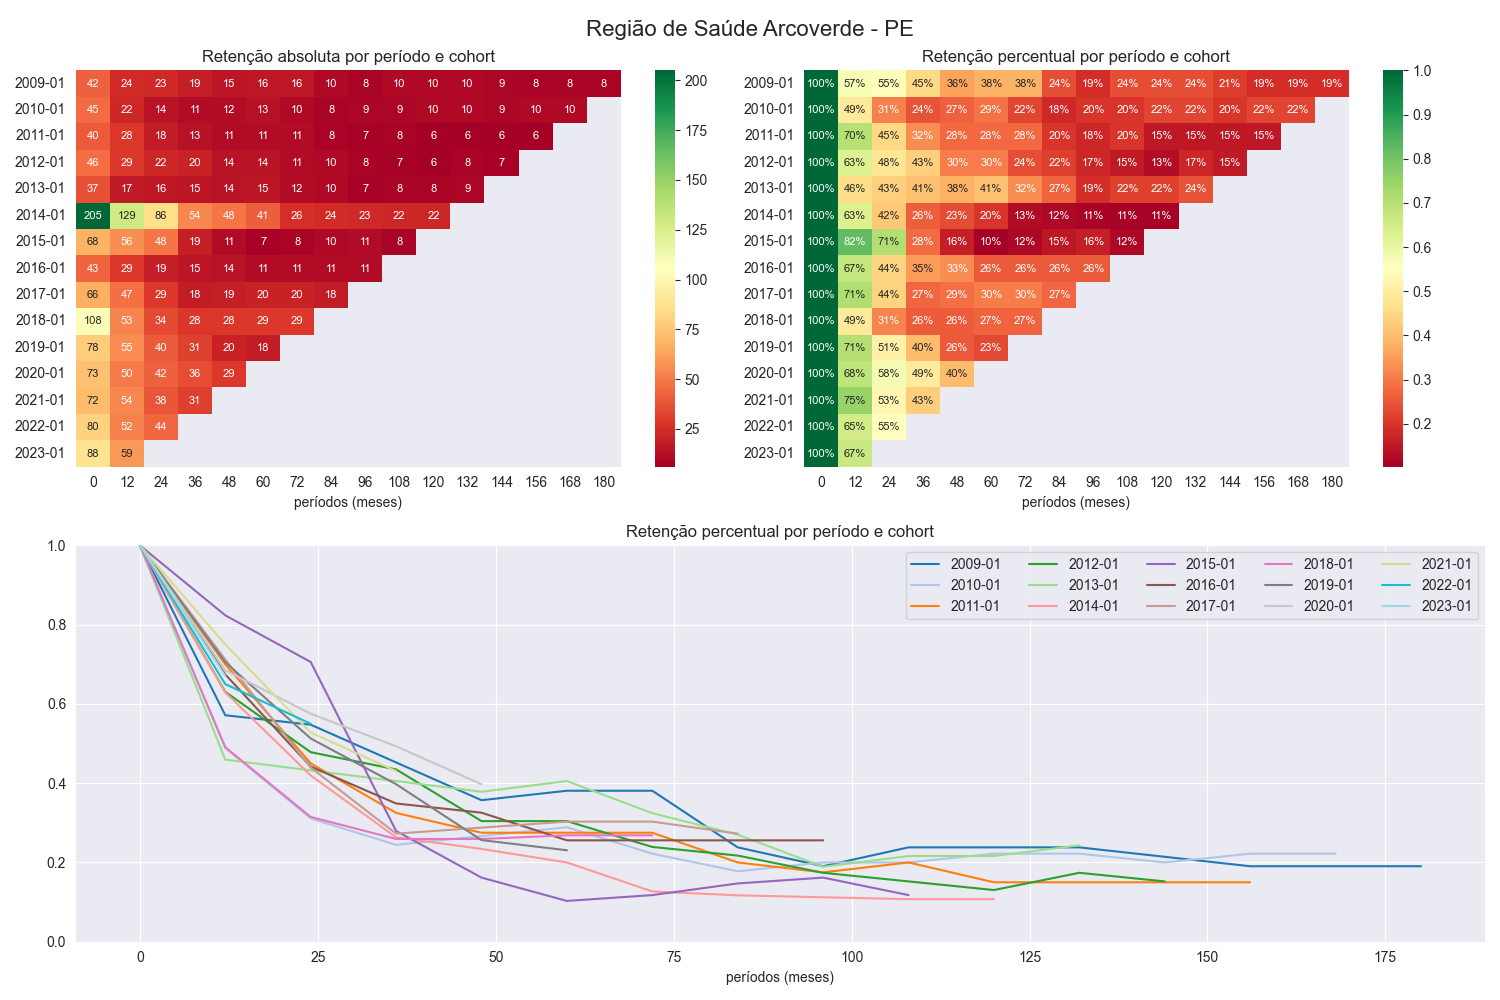 Região de Saúde Arcoverde - PE
Retenção absoluta por período e cohort
2009-01 42 24 23 19 15 16 16 10 8 10 10 10 9 8 8 8
2010-01 45 22 14 11 12 13 10 8 9 9 10 10 9 10 10
2011-01 40 28 18 13 11 11 11 8 7 8 6 6 6 6
2012-01 46 29 22 20 14 14 11 10 8 7 6 8 7
2013-01 37 17 16 15 14 15 12 10 7 8 8 9
2014-01 205 129 86 54 48 41 26 24 23 22 22
2015-01 68 56 48 19 11 7 8 10 11 8
2016-01 43 29 19 15 14 11 11 11 11
2017-01 66 47 29 18 19 20 20 18
2018-01 108 53 34 28 28 29 29
2019-01 78 55 40 31 20 18
2020-01 73 50 42 36 29
2021-01 72 54 38 31
2022-01 80 52 44
2023-01 88 59
0 12 24 36 48 60 72 84 96 108 120 132 144 156 168 180
períodos (meses)
200
175
150
125
100
75
50
25
Retenção percentual por período e cohort
2009-01 100% 57% 55% 45% 36% 38% 38% 24% 19% 24% 24% 24% 21% 19% 19% 19%
2010-01 100% 49% 31% 24% 27% 29% 22% 18% 20% 20% 22% 22% 20% 22% 22%
2011-01 100% 70% 45% 32% 28% 28% 28% 20% 18% 20% 15% 15% 15% 15%
2012-01 100% 63% 48% 43% 30% 30% 24% 22% 17% 15% 13% 17% 15%
2013-01 100% 46% 43% 41% 38% 41% 32% 27% 19% 22% 22% 24%
2014-01 100% 63% 42% 26% 23% 20% 13% 12% 11% 11% 11%
2015-01 100% 82% 71% 28% 16% 10% 12% 15% 16% 12%
2016-01 100% 67% 44% 35% 33% 26% 26% 26% 26%
2017-01 100% 71% 44% 27% 29% 30% 30% 27%
2018-01 100% 49% 31% 26% 26% 27% 27%
2019-01 100% 71% 51% 40% 26% 23%
2020-01 100% 68% 58% 49% 40%
2021-01 100% 75% 53% 43%
2022-01 100% 65% 55%
2023-01 100% 67%
0 12 24 36 48 60 72 84 96 108 120 132 144 156 168 180
períodos (meses)
1.0
0.9
0.8
0.7
0.6
0.5
0.4
0.3
0.2
Retenção percentual por período e cohort
1.0
0.8
0.6
0.4
0.2
0.0
2009-01 2012-01 2015-01 2018-01 2021-01
2010-01 2013-01 2016-01 2019-01 2022-01
2011-01 2014-01 2017-01 2020-01 2023-01
0 25 50 75 100 125 150 175
períodos (meses)